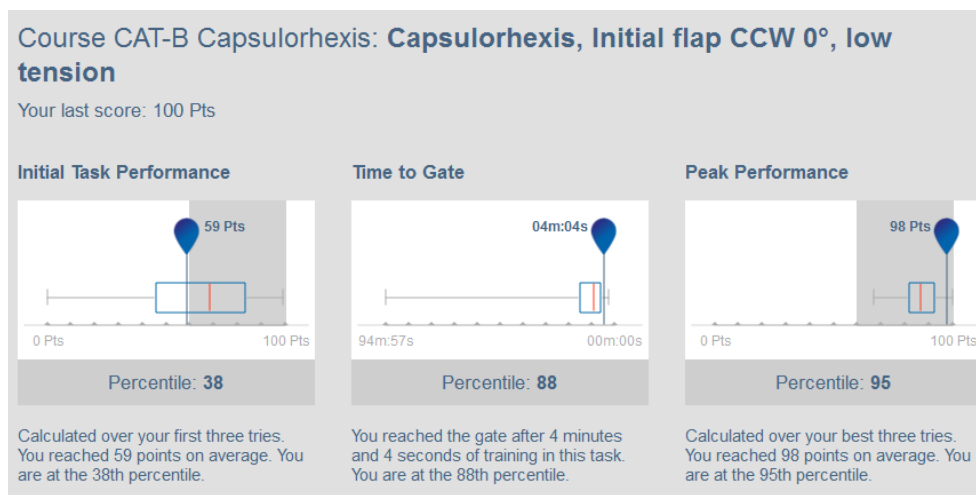 Course CAT-B Capsulorhexis: Capsulorhexis, Initial flap CCW 0°, low
tension
Your last score: 100 Pts
Initial Task Performance
59 Pts
0 Pts
100 Pts
Percentile: 38
Calculated over your first three tries.
You reached 59 points on average. You
are at the 38th percentile.
Time to Gate
04m:04s
94m:57s
00m:00s
Percentile: 88
You reached the gate after 4 minutes
and 4 seconds of training in this task.
You are at the 88th percentile.
Peak Performance
98 Pts
0 Pts
100 Pts
Percentile: 95
Calculated over your best three tries.
You reached 98 points on average. You
are at the 95th percentile.